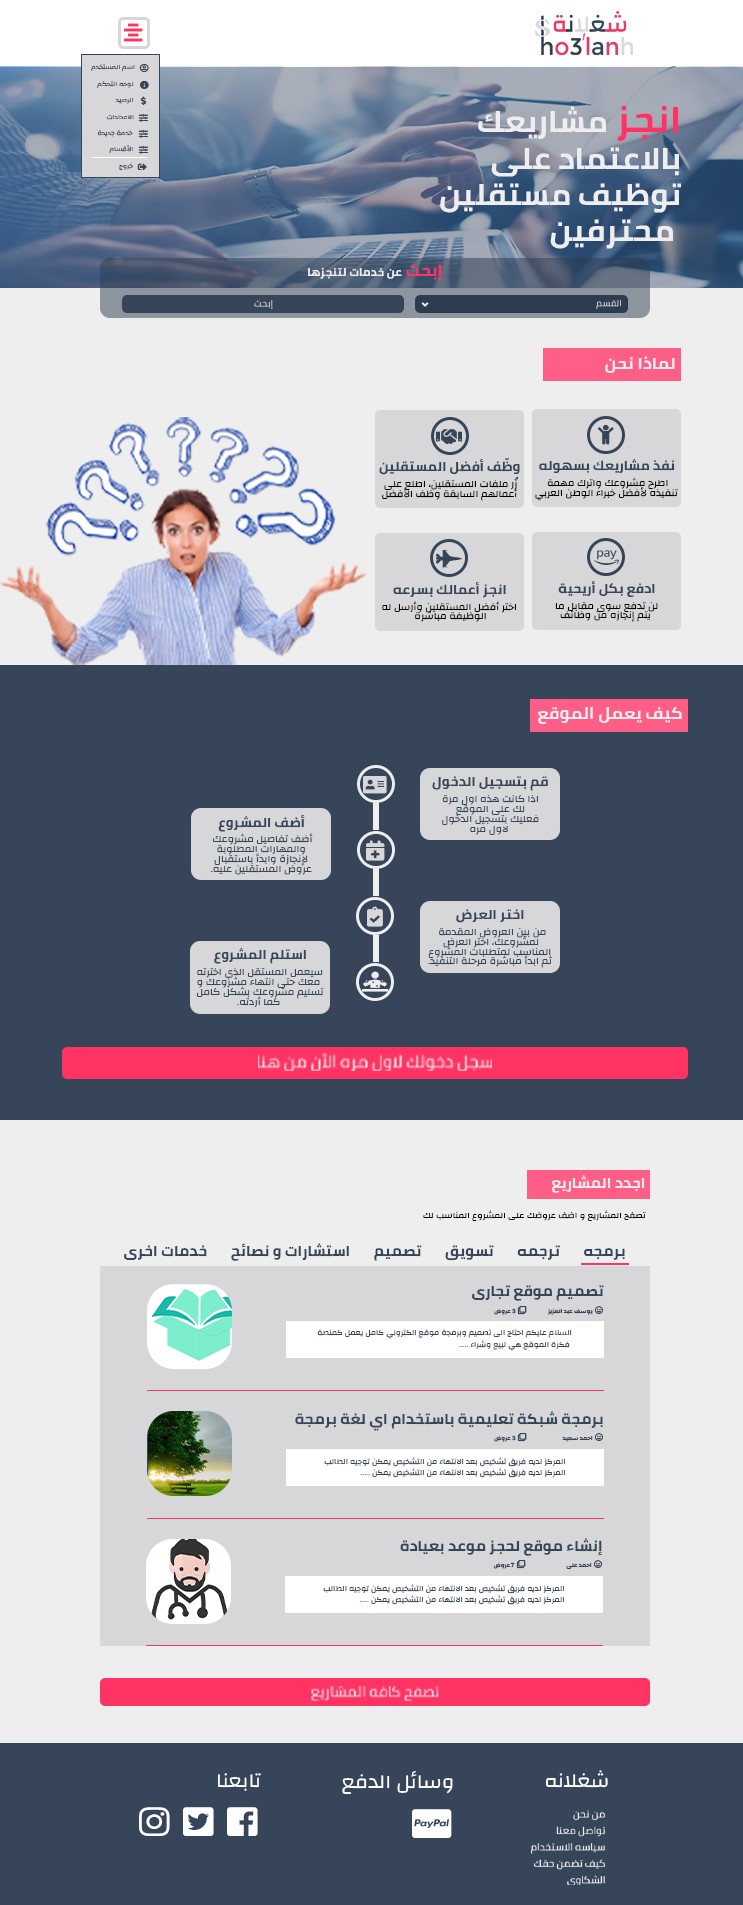 شغلانة
sho3'lanh
اسم المستخدم
لوحه التحكم
الرصيد
الاعدادات
خدمة جديدة
الأقسام
خروج
انجز مشاريعك
بالاعتماد على
توظيف مستقلين
محترفين
إبحث عن خدمات لتنجزها
القسم
إبحث
لماذا نحن
نفذ مشاريعك بسهوله
اطرح مشروعك واترك مهمة
تنفيذه لأفضل خبراء الوطن العربي
وظّف أفضل المستقلين
زُر ملفات المستقلين، اطلع على
أعمالهم السابقة وظف الأفضل
pay
ادفع بكل أريحية
لن تدفع سوى مقابل ما
يتم إنجازه من وظائف
انجز أعمالك بسرعه
اختر أفضل المستقلين وأرسل له
الوظيفة مباشرة
كيف يعمل الموقع
قم بتسجيل الدخول
اذا كانت هذه اول مرة
لك على الموقع
فعليك بتسجيل الدخول
لاول مره
أضف المشروع
أضف تفاصيل مشروعك
والمهارات المطلوبة
لإنجازة وابدأ باستقبال
عروض المستقلين عليه.
اختر العرض
من بين العروض المقدمة
لمشروعك، اختر العرض
المناسب لمتطلبات المشروع
ثم ابدأ مباشرة مرحلة التنفيذ.
استلم المشروع
سيعمل المستقل الذي اخترته
معك حتى انتهاء مشروعك و
تسليم مشروعك بشكل كامل
كما أردته.
سجل دخولك لاول مره الأن من هنا
اجدد المشاريع
تصفح المشاريع و اضف عروضك على المشروع المناسب لك
برمجه
ترجمه
تسويق
تصميم
استشارات و نصائح
خدمات اخرى
تصميم موقع تجارى
يوسف عبد العزيز
3 عروض
السلام عليكم احتاج الى تصميم وبرمجة موقع الكتروني كامل يعمل كمنصة
فكرة الموقع هي لبيع وشراء .....
برمجة شبكة تعليمية باستخدام اي لغة برمجة
احمد سعيد
3 عروض
المركز لديه فريق تشخيص بعد الانتهاء من التشخيص يمكن توجيه الطالب
المركز لديه فريق تشخيص بعد الانتهاء من التشخيص يمكن .....
إنشاء موقع لحجز موعد بعيادة
احمد على
7 عروض
المركز لديه فريق تشخيص بعد الانتهاء من التشخيص يمكن توجيه الطالب
المركز لديه فريق تشخيص بعد الانتهاء من التشخيص يمكن .....
تصفح كافه المشاريع
شغلانه
من نحن
تواصل معنا
سياسه الاستخدام
كيف تضمن حقك
الشكاوى
وسائل الدفع
PayPal
تابعنا